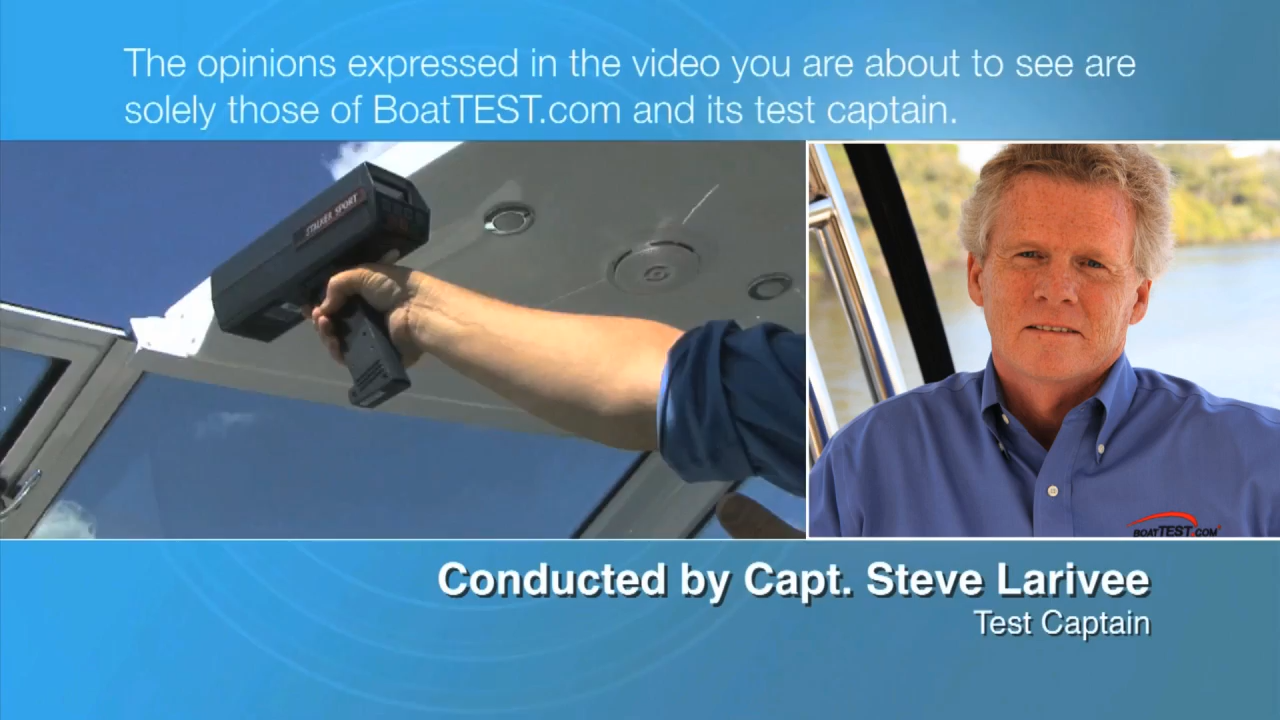 The opinions expressed in the video you are about to see are
solely those of BoatTEST.com and its test captain.
STALKER SPORT
BOATTEST.COM
Conducted by Capt. Steve Larivee
Test Captain